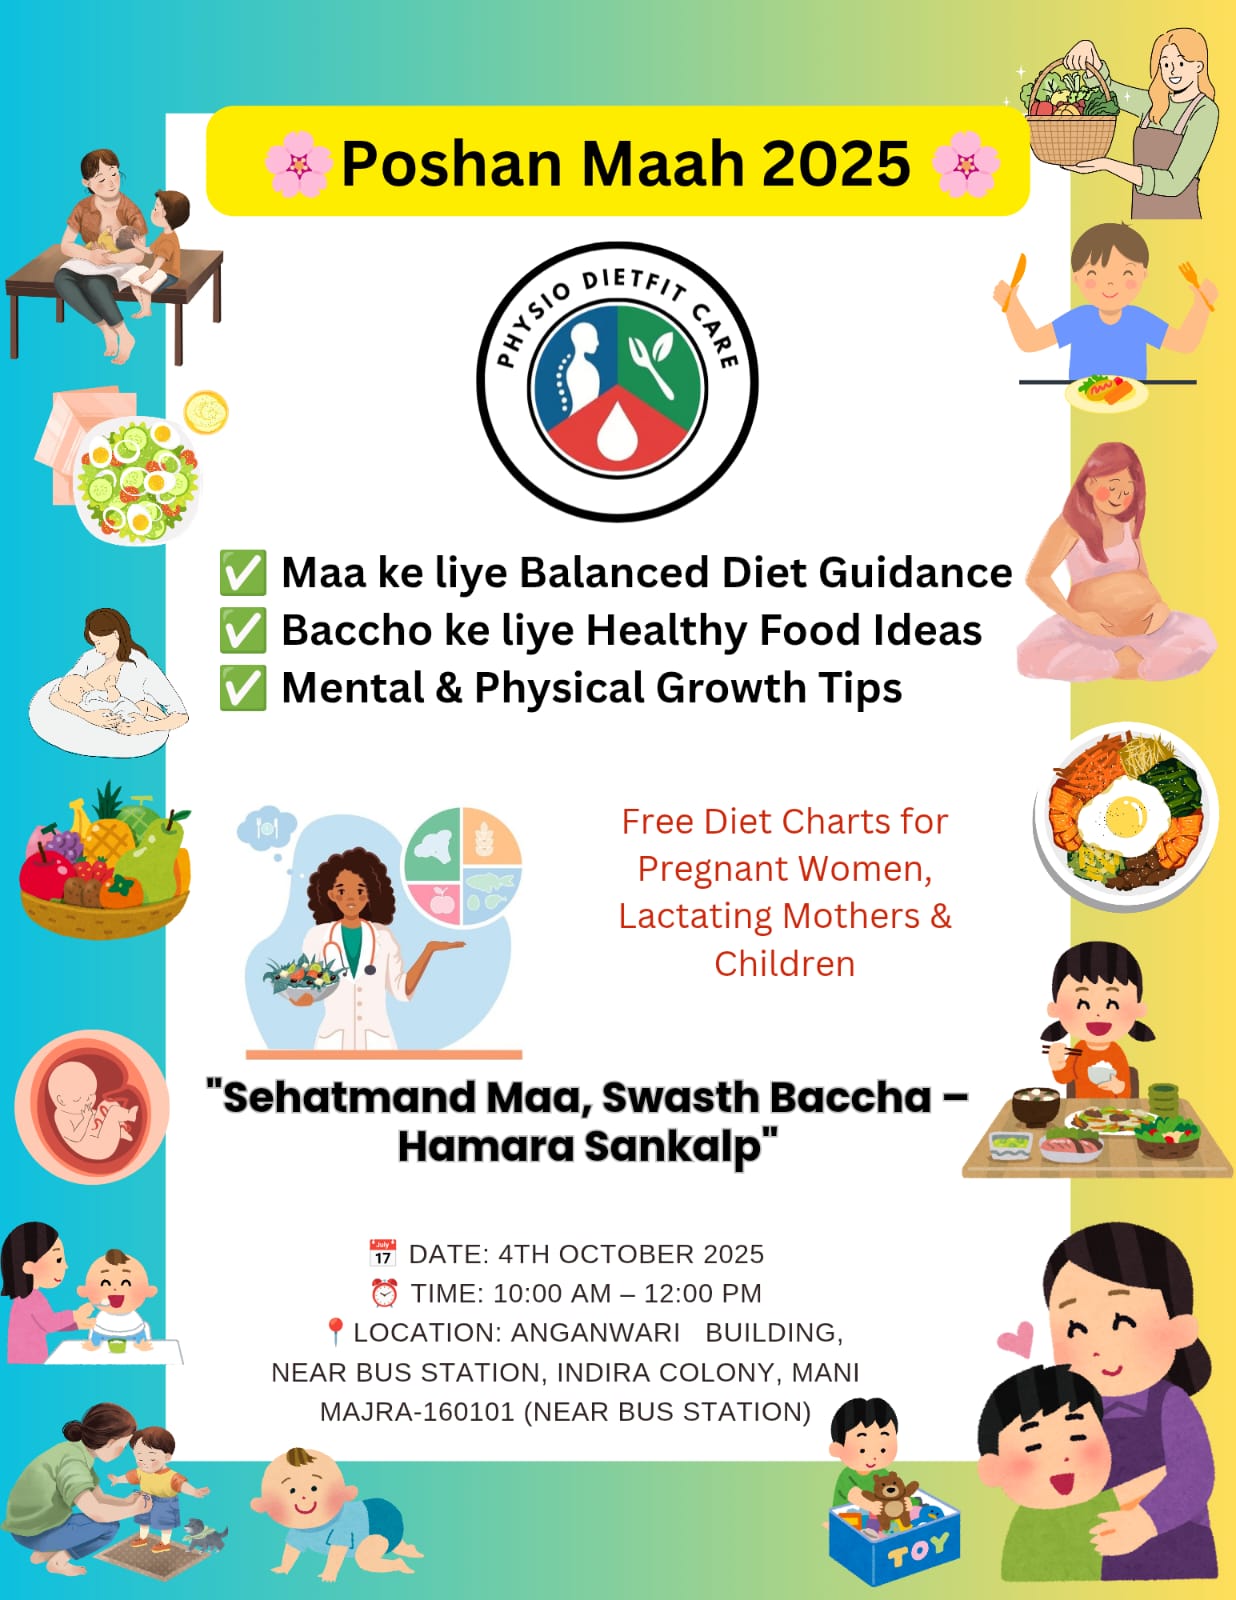 🌸Poshan Maah 2025 🌸
PHYSIO DIETFIT CARE
✅ Maa ke liye Balanced Diet Guidance
✅ Baccho ke liye Healthy Food Ideas
✅ Mental & Physical Growth Tips
Free Diet Charts for
Pregnant Women,
Lactating Mothers &
Children
"Sehatmand Maa, Swasth Baccha –
Hamara Sankalp"
📅 DATE: 4TH OCTOBER 2025
⏰ TIME: 10:00 AM – 12:00 PM
📍LOCATION: ANGANWARI BUILDING,
NEAR BUS STATION, INDIRA COLONY, MANI
MAJRA-160101 (NEAR BUS STATION)
TOY